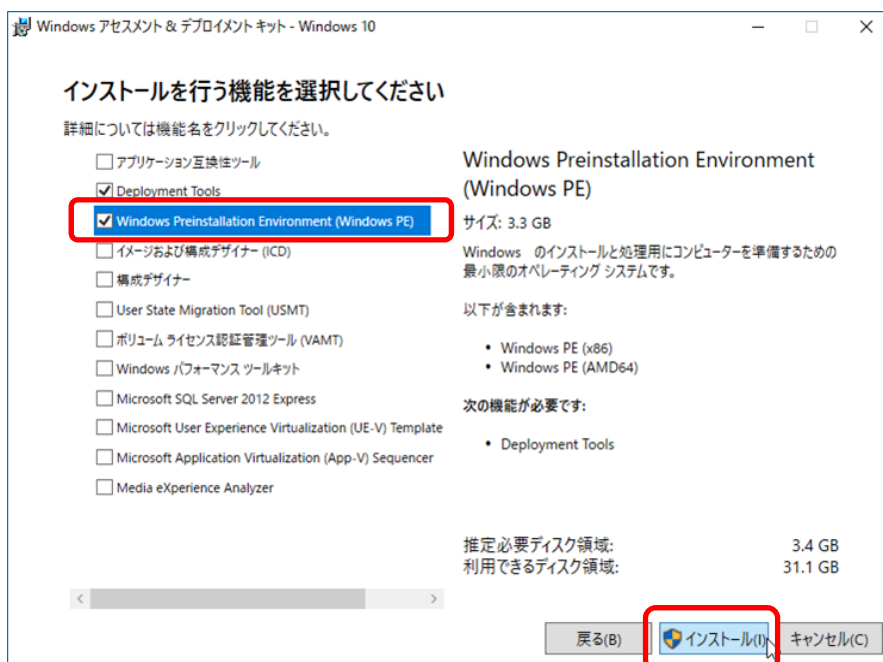 Windows アセスメント & デプロイメント キット - Windows 10
インストールを行う機能を選択してください
詳細については機能名をクリックしてください。
アプリケーション互換性ツール
Deployment Tools
Windows Preinstallation Environment (Windows PE)
イメージおよび構成デザイナー (ICD)
構成デザイナー
User State Migration Tool (USMT)
ボリューム ライセンス認証管理ツール (VAMT)
Windows パフォーマンス ツールキット
Microsoft SQL Server 2012 Express
Microsoft User Experience Virtualization (UE-V) Template
Microsoft Application Virtualization (App-V) Sequencer
Media eXperience Analyzer
Windows Preinstallation Environment
(Windows PE)
サイズ: 3.3 GB
Windows のインストールと処理用にコンピューターを準備するための
最小限のオペレーティング システムです。
以下が含まれます:
• Windows PE (x86)
• Windows PE (AMD64)
次の機能が必要です:
• Deployment Tools
推定必要ディスク領域: 3.4 GB
利用できるディスク領域: 31.1 GB
戻る(B) インストール(I) キャンセル(C)